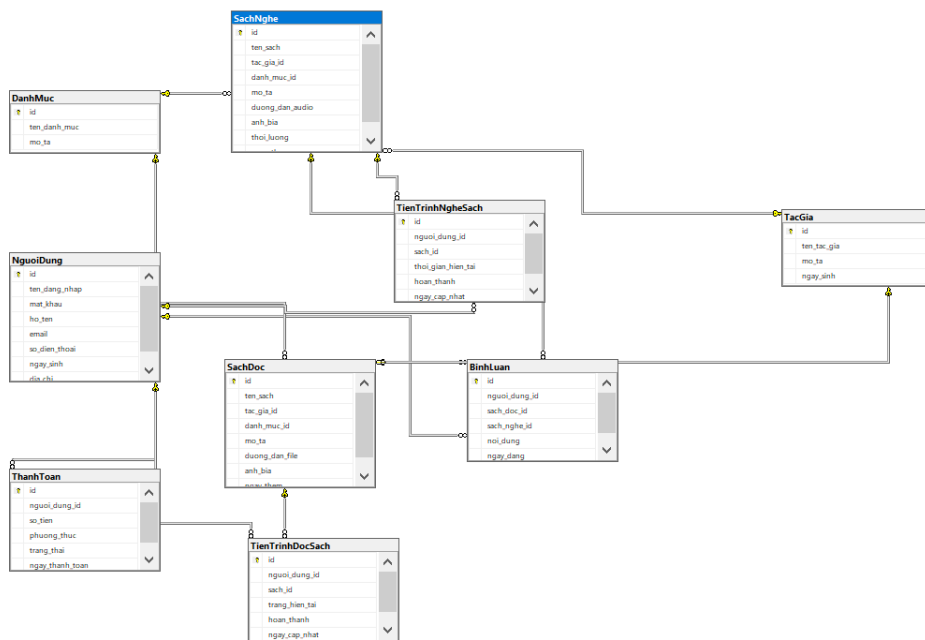 SachNghe
id
ten_sach
tac_gia_id
danh_muc_id
mo_ta
duong_dan_audio
anh_bia
thoi_luong
DanhMuc
id
ten_danh_muc
mo_ta
TienTrinhNgheSach
id
nguoi_dung_id
sach_id
thoi_gian_hien_tai
hoan_thanh
ngay_cap_nhat
TacGia
id
ten_tac_gia
mo_ta
ngay_sinh
NguoiDung
id
ten_dang_nhap
mat_khau
ho_ten
email
so_dien_thoai
ngay_sinh
dia_chi
SachDoc
id
ten_sach
tac_gia_id
danh_muc_id
mo_ta
duong_dan_file
anh_bia
ngay_them
BinhLuan
id
nguoi_dung_id
sach_doc_id
sach_nghe_id
noi_dung
ngay_dang
ThanhToan
id
nguoi_dung_id
so_tien
phuong_thuc
trang_thai
ngay_thanh_toan
TienTrinhDocSach
id
nguoi_dung_id
sach_id
trang_hien_tai
hoan_thanh
ngay_cap_nhat